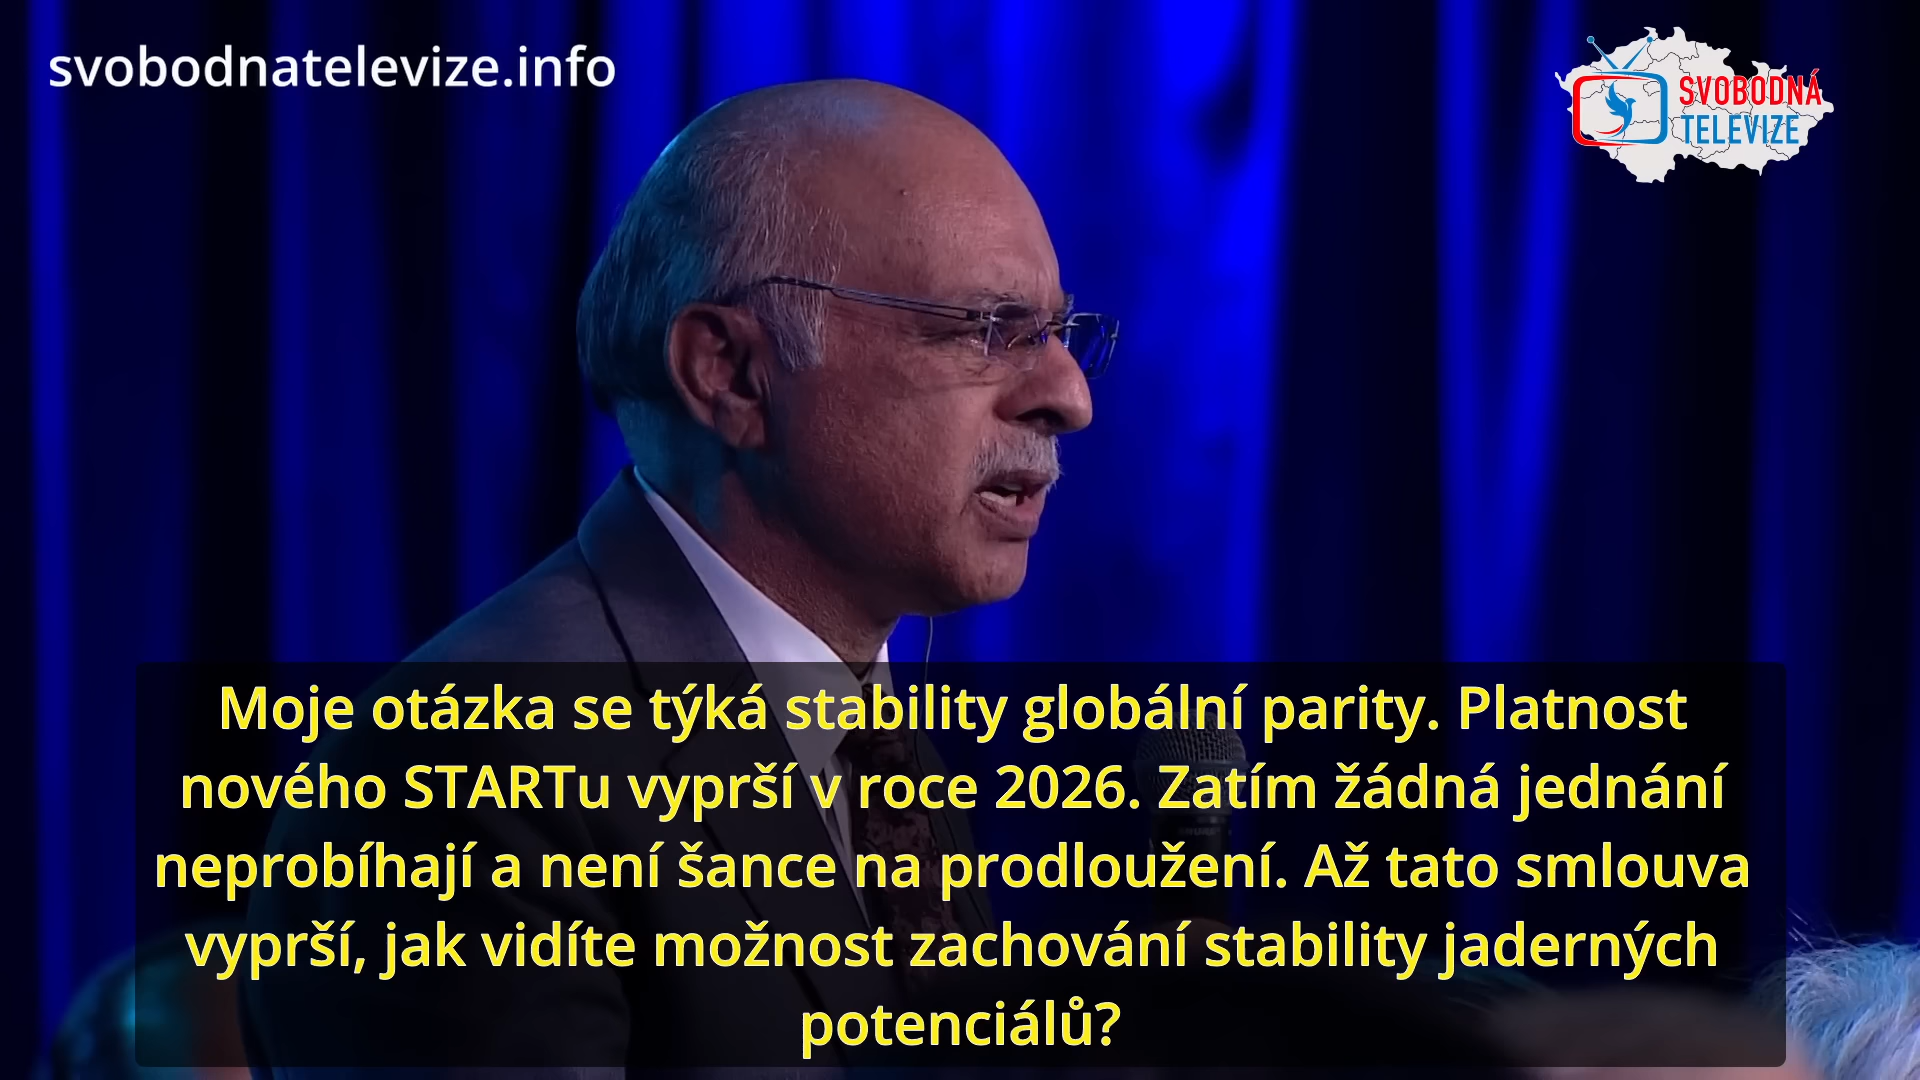 svobodnatelevize.info
SVOBODNÁ
TELEVIZE
Moje otázka se týká stability globální parity. Platnost
nového STARTu vyprší v roce 2026. Zatím žádná jednání
neprobíhají a není šance na prodloužení. Až tato smlouva
vyprší, jak vidíte možnost zachování stability jaderných
potenciálů?